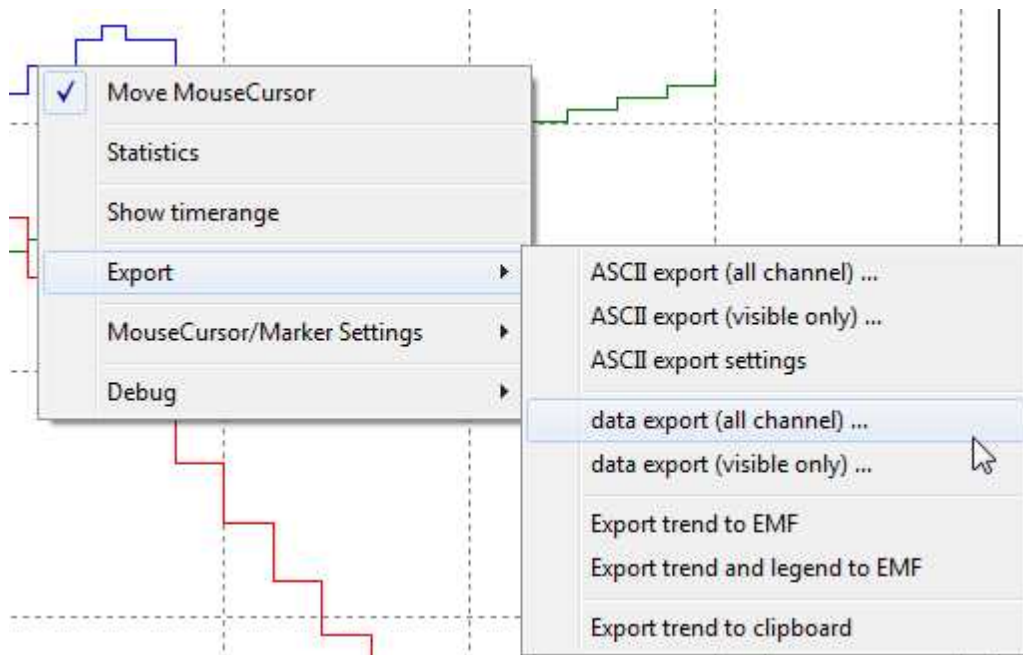 Move MouseCursor
Statistics
Show timerange
Export
MouseCursor/Marker Settings
Debug
ASCII export (all channel) ...
ASCII export (visible only) ...
ASCII export settings
data export (all channel) ...
data export (visible only) ...
Export trend to EMF
Export trend and legend to EMF
Export trend to clipboard